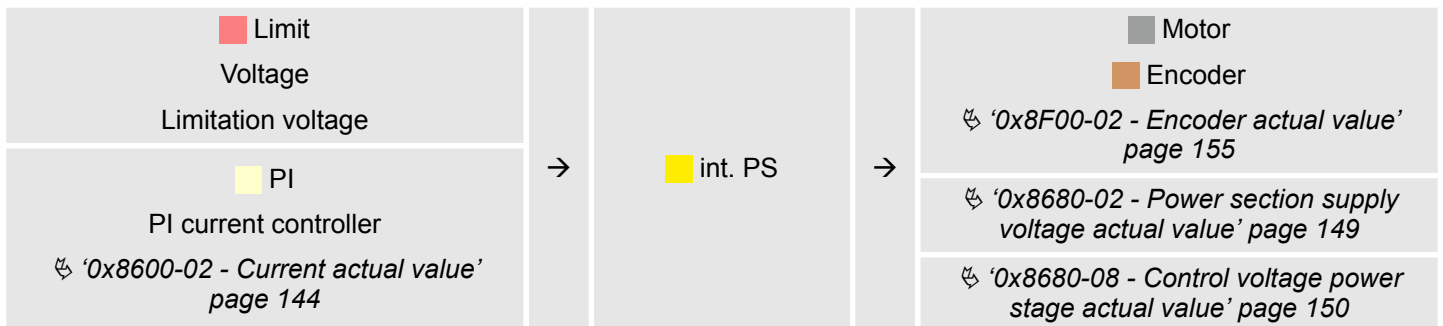 Limit
Voltage
Limitation voltage
PI
PI current controller
↳ '0x8600-02 - Current actual value'
page 144
→
int. PS
→
Motor
Encoder
↳ '0x8F00-02 - Encoder actual value'
page 155
↳ '0x8680-02 - Power section supply
voltage actual value' page 149
↳ '0x8680-08 - Control voltage power
stage actual value' page 150